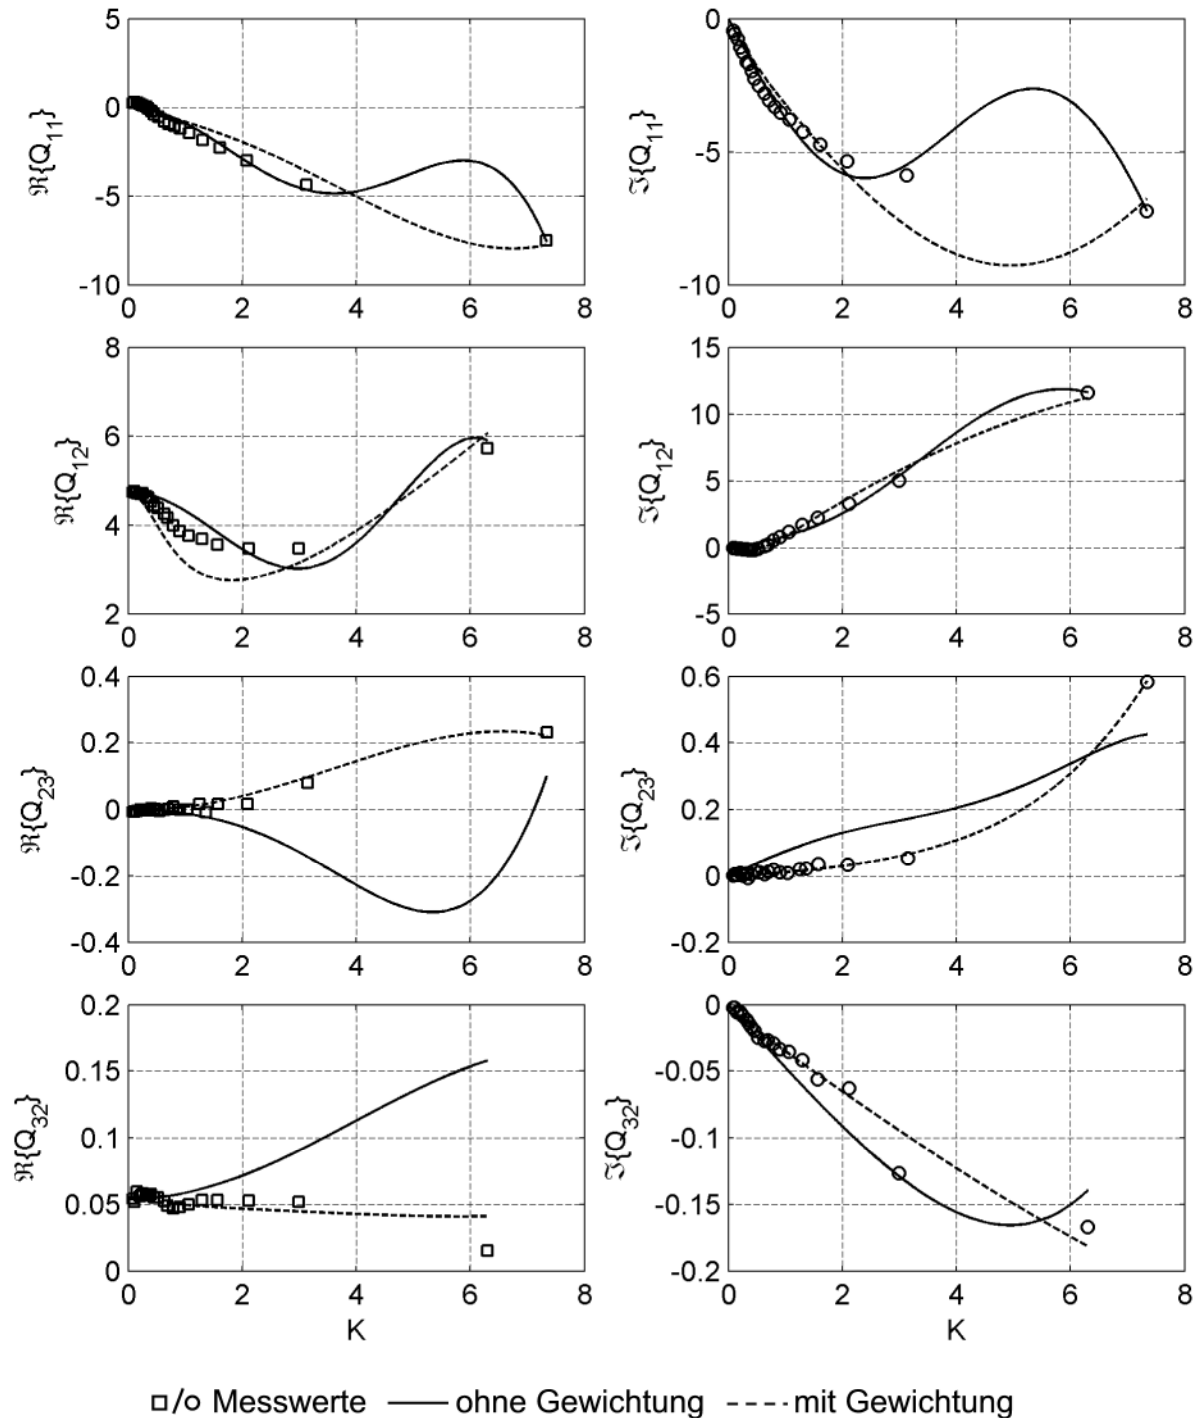 5
0
-5
-10
ℜ{Q11}
0 2 4 6 8
0
-5
-10
ℑ{Q11}
0 2 4 6 8
8
6
4
2
ℜ{Q12}
0 2 4 6 8
15
10
5
0
-5
ℑ{Q12}
0 2 4 6 8
0.4
0.2
0
-0.2
-0.4
ℜ{Q23}
0 2 4 6 8
0.6
0.4
0.2
0
-0.2
ℑ{Q23}
0 2 4 6 8
0.2
0.15
0.1
0.05
0
ℜ{Q32}
0 2 4 6 8
K
0
-0.05
-0.1
-0.15
-0.2
ℑ{Q32}
0 2 4 6 8
K
□/○ Messwerte ohne Gewichtung mit Gewichtung